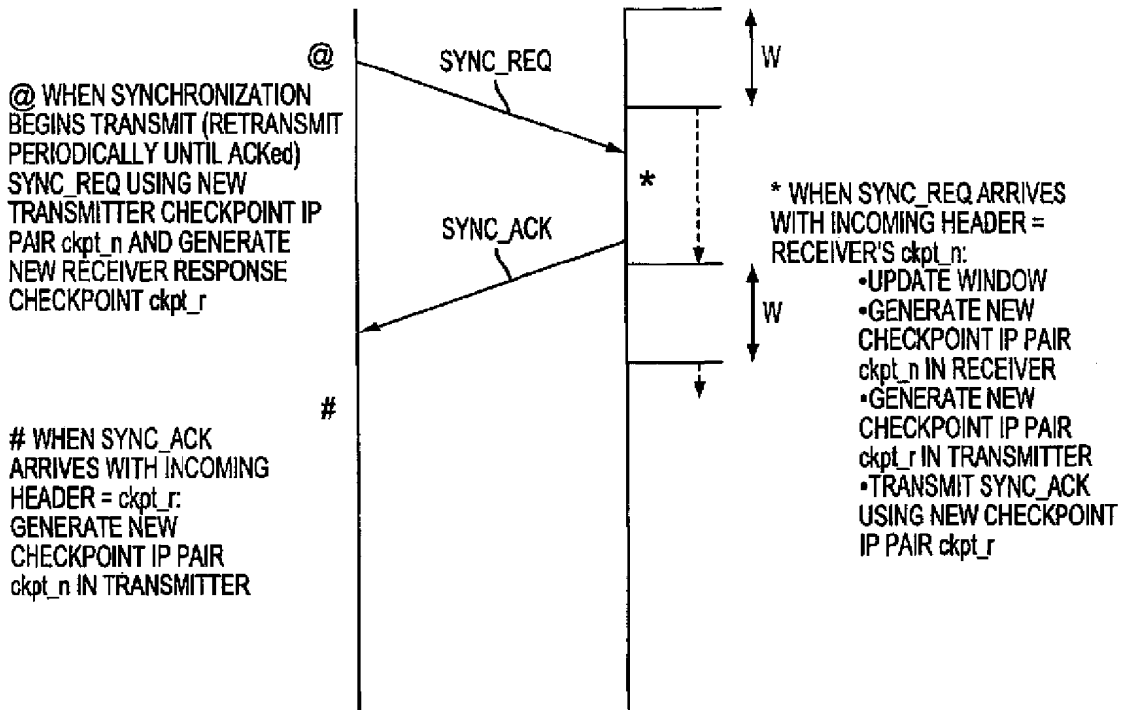 @
@ WHEN SYNCHRONIZATION
BEGINS TRANSMIT (RETRANSMIT
PERIODICALLY UNTIL ACKed)
SYNC_REQ USING NEW
TRANSMITTER CHECKPOINT IP
PAIR ckpt_n AND GENERATE
NEW RECEIVER RESPONSE
CHECKPOINT ckpt_r
#
# WHEN SYNC_ACK
ARRIVES WITH INCOMING
HEADER = ckpt_r:
GENERATE NEW
CHECKPOINT IP PAIR
ckpt_n IN TRANSMITTER
SYNC_REQ
SYNC_ACK
*
W
W
* WHEN SYNC_REQ ARRIVES
WITH INCOMING HEADER =
RECEIVER'S ckpt_n:
•UPDATE WINDOW
•GENERATE NEW
CHECKPOINT IP PAIR
ckpt_n IN RECEIVER
•GENERATE NEW
CHECKPOINT IP PAIR
ckpt_r IN TRANSMITTER
•TRANSMIT SYNC_ACK
USING NEW CHECKPOINT
IP PAIR ckpt_r